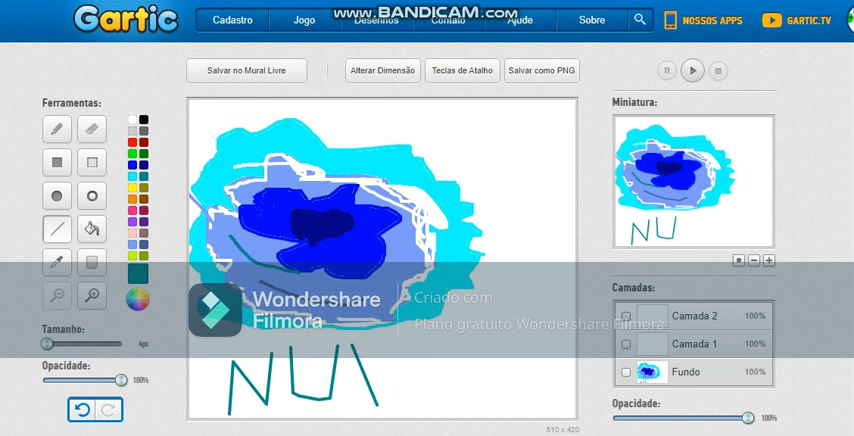 Gartic
Cadastro
Jogo
Desenhos
Contato
Ajuda
Sobre
www.BANDICAM.com
NOSSOS APPS
GARTIC.TV
Salvar no Mural Livre
Alterar Dimensão
Teclas de Atalho
Salvar como PNG
Ferramentas:
Miniatura:
NU
Camadas:
Camada 2 100%
Camada 1 100%
Fundo 100%
Wondershare
Filmora
Criado com
Plano gratuito Wondershare Filmora
Tamanho:
4px
Opacidade:
100%
NU\
510 x 420
Opacidade:
100%